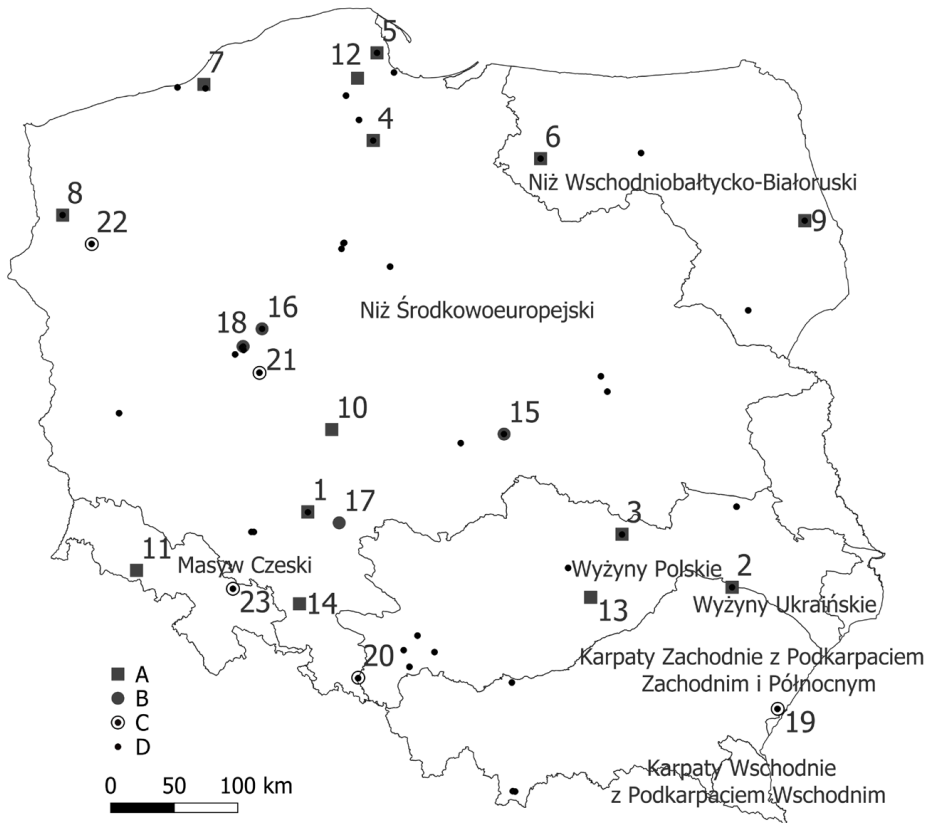 5
12
7
4
6
Niż Wschodniobałtycko-Białoruski
8
9
22
16
Niż Środkowoeuropejski
18
21
10
15
1
17
3
11
Masyw Czeski
Wyżyny Polskie
2
23
14
13
Wyżyny Ukraińskie
20
Karpaty Zachodnie z Podkarpaciem
Zachodnim i Północnym
A
B
C
D
19
0 50 100 km
Karpaty Wschodnie
z Podkarpaciem Wschodnim